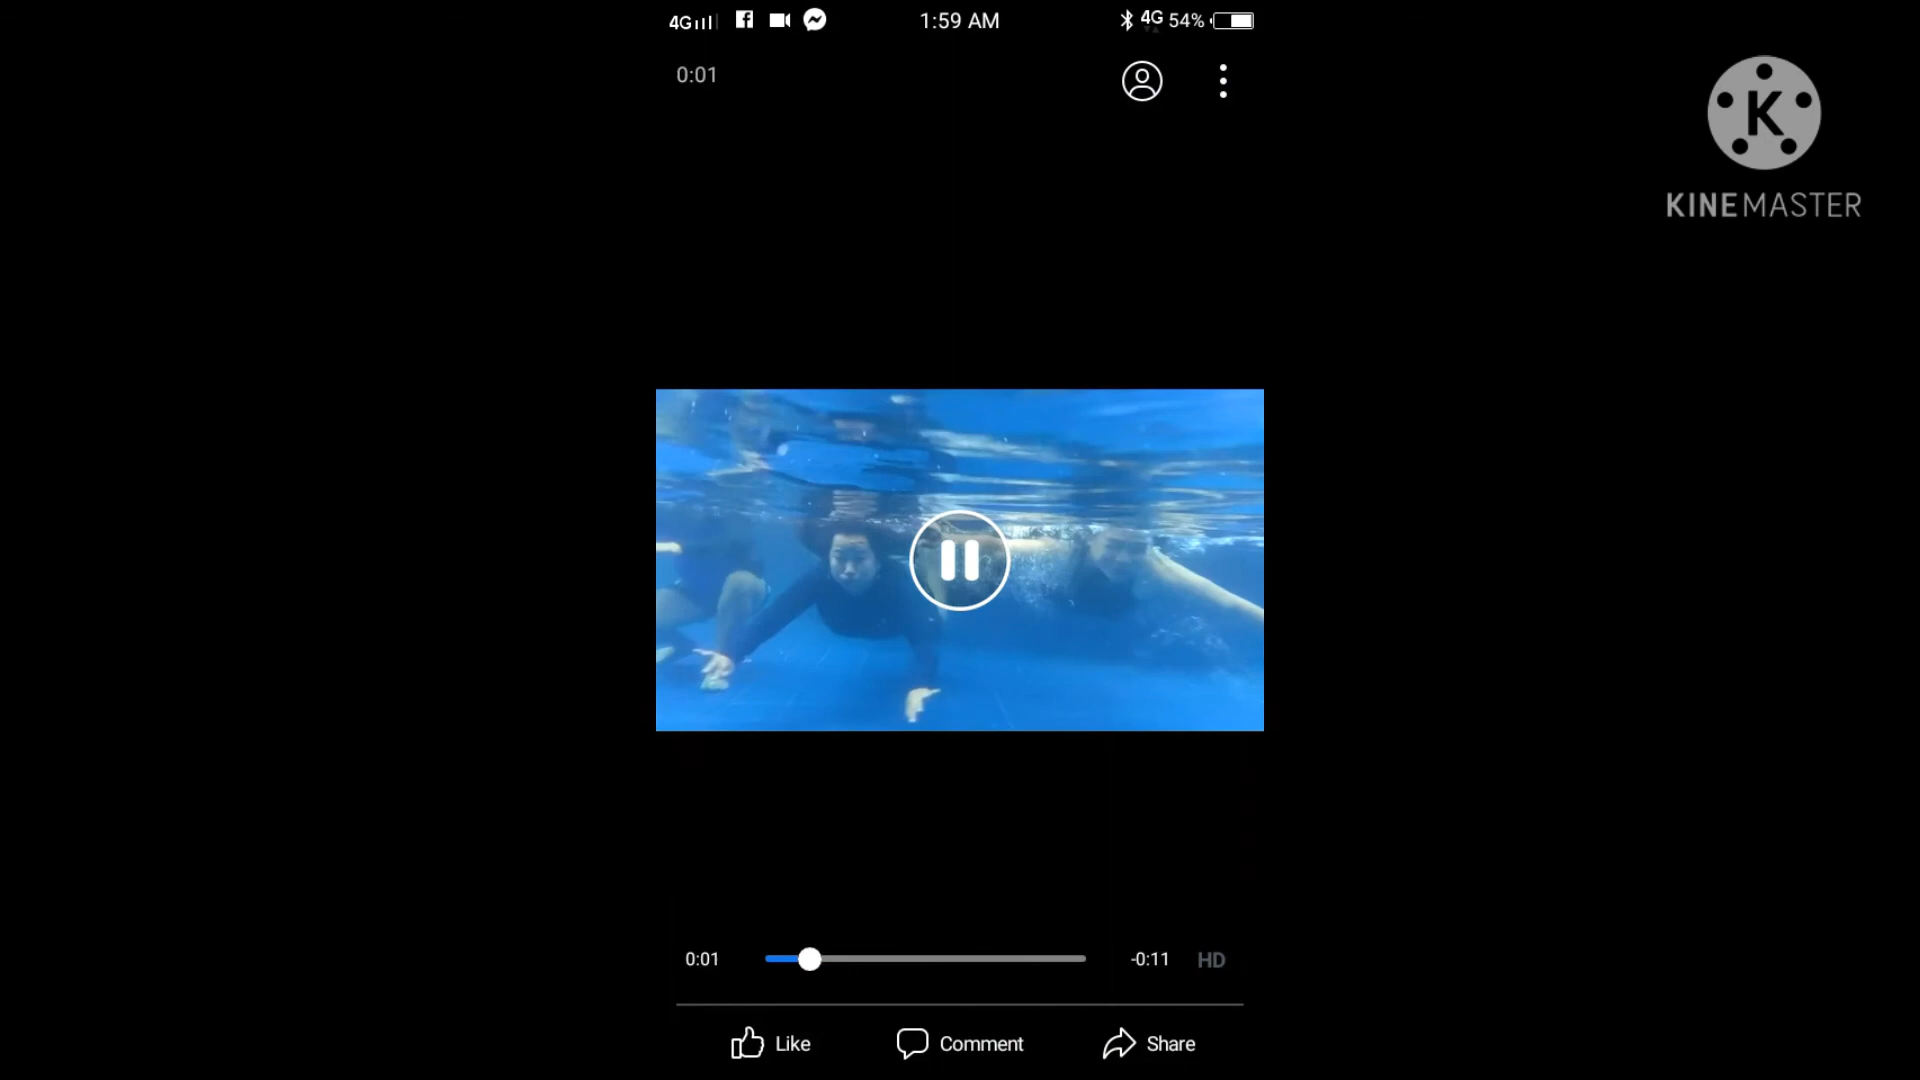 4G 1:59 AM 4G 54%
0:01
K
KINEMASTER
0:01 -0:11 HD
Like Comment Share